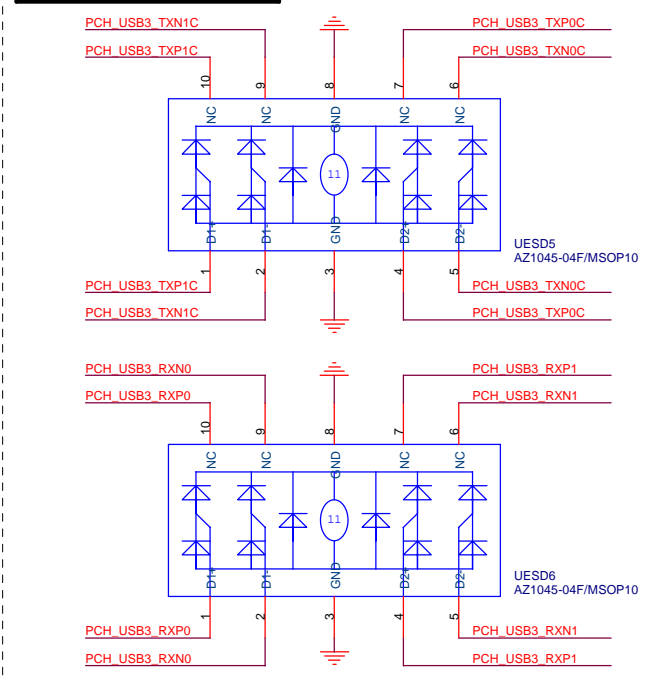 PCH_USB3_TXN1C
PCH_USB3_TXP0C
PCH_USB3_TXP1C
PCH_USB3_TXN0C
10 9 8 7 6
NC NC GND NC NC
11
D1+ D1- GND D2+ D2-
UESD5
AZ1045-04F/MSOP10
1 2 3 4 5
PCH_USB3_TXP1C
PCH_USB3_TXN0C
PCH_USB3_TXN1C
PCH_USB3_TXP0C
PCH_USB3_RXN0
PCH_USB3_RXP1
PCH_USB3_RXP0
PCH_USB3_RXN1
10 9 8 7 6
NC NC GND NC NC
11
D1+ D1- GND D2+ D2-
UESD6
AZ1045-04F/MSOP10
1 2 3 4 5
PCH_USB3_RXP0
PCH_USB3_RXN1
PCH_USB3_RXN0
PCH_USB3_RXP1